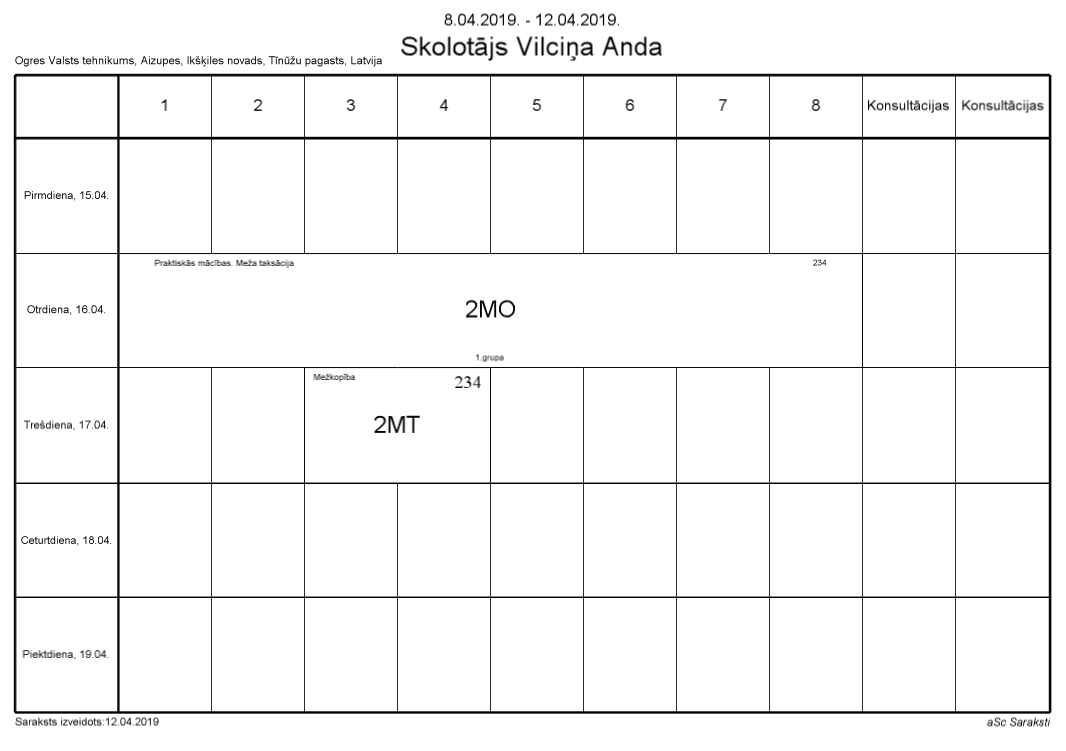 8.04.2019. - 12.04.2019.
Skolotājs Vilciņa Anda
Ogres Valsts tehnikums, Aizupes, Ikšķiles novads, Tīnūžu pagasts, Latvija
1 2 3 4 5 6 7 8 Konsultācijas Konsultācijas
Pirmdiena, 15.04.
Praktiskās mācības. Meža taksācija 234
Otrdiena, 16.04. 2MO
1.grupa
Mežkopība 234
Trešdiena, 17.04. 2MT
Ceturtdiena, 18.04.
Piektdiena, 19.04.
Saraksts izveidots:12.04.2019 aSc Saraksti